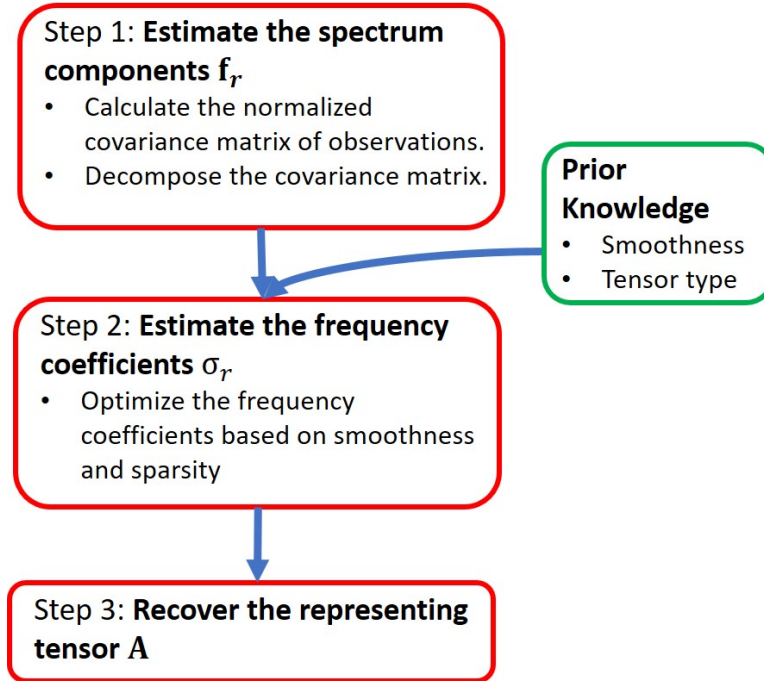 Step 1: Estimate the spectrum
components f_r
• Calculate the normalized
covariance matrix of observations.
• Decompose the covariance matrix.
Prior
Knowledge
• Smoothness
• Tensor type
Step 2: Estimate the frequency
coefficients σ_r
• Optimize the frequency
coefficients based on smoothness
and sparsity
Step 3: Recover the representing
tensor A